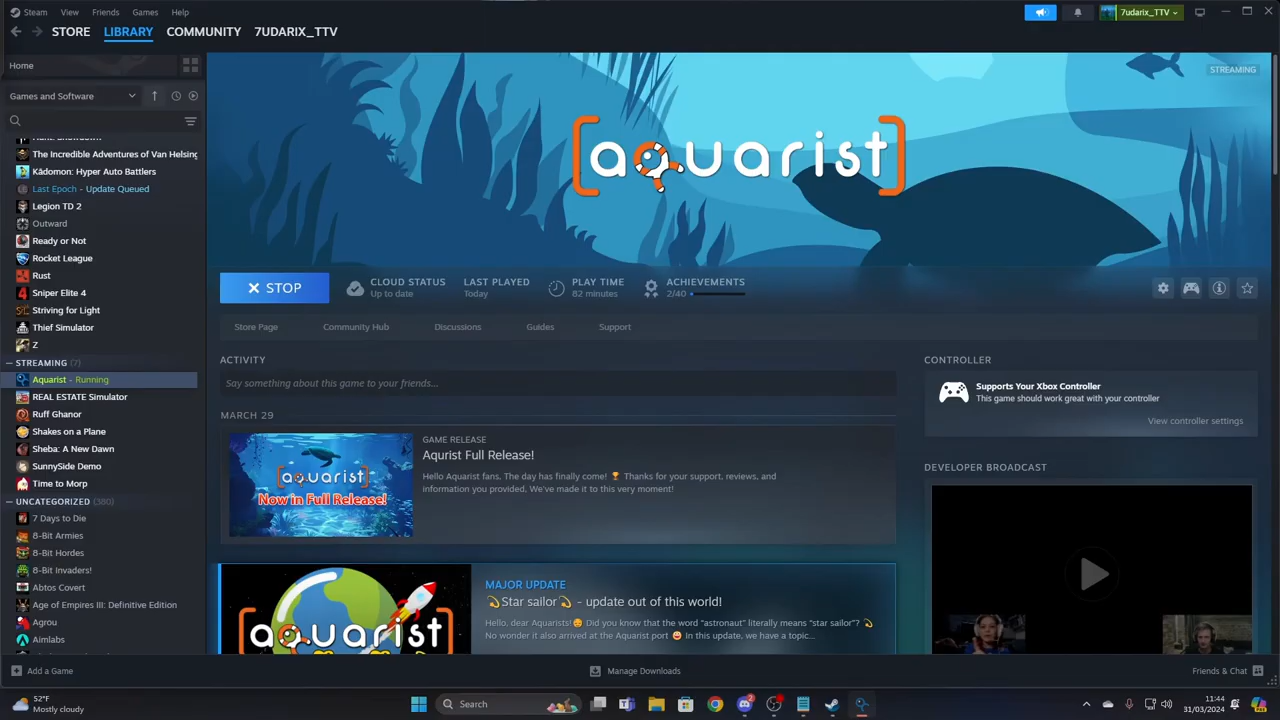 Steam View Friends Games Help
7udarix_TTV
STORE LIBRARY COMMUNITY 7UDARIX_TTV
Home
Games and Software
The Incredible Adventures of Van Helsing
Kādomon: Hyper Auto Battlers
Last Epoch - Update Queued
Legion TD 2
Outward
Ready or Not
Rocket League
Rust
Sniper Elite 4
Striving for Light
Thief Simulator
Z
STREAMING (7)
Aquarist - Running
REAL ESTATE Simulator
Ruff Ghanor
Shakes on a Plane
Sheba: A New Dawn
SunnySide Demo
Time to Morp
UNCATEGORIZED (380)
7 Days to Die
8-Bit Armies
8-Bit Hordes
8-Bit Invaders!
Abtos Covert
Age of Empires III: Definitive Edition
Agrou
Aimlabs
STREAMING
[aquarist]
STOP
CLOUD STATUS
Up to date
LAST PLAYED
Today
PLAY TIME
82 minutes
ACHIEVEMENTS
2/40
Store Page Community Hub Discussions Guides Support
ACTIVITY
Say something about this game to your friends...
MARCH 29
[aquarist]
Now in Full Release!
GAME RELEASE
Aqurist Full Release!
Hello Aquarist fans, The day has finally come! 🏆 Thanks for your support, reviews, and
information you provided. We've made it to this very moment!
[aquarist]
MAJOR UPDATE
💫Star sailor💫 - update out of this world!
Hello, dear Aquarists!😏 Did you know that the word "astronaut" literally means "star sailor"? 💫
No wonder it also arrived at the Aquarist port 😀 In this update, we have a topic...
CONTROLLER
Supports Your Xbox Controller
This game should work great with your controller
View controller settings
DEVELOPER BROADCAST
Add a Game
Manage Downloads
Friends & Chat
52°F
Mostly cloudy
Search
2
11:44
31/03/2024